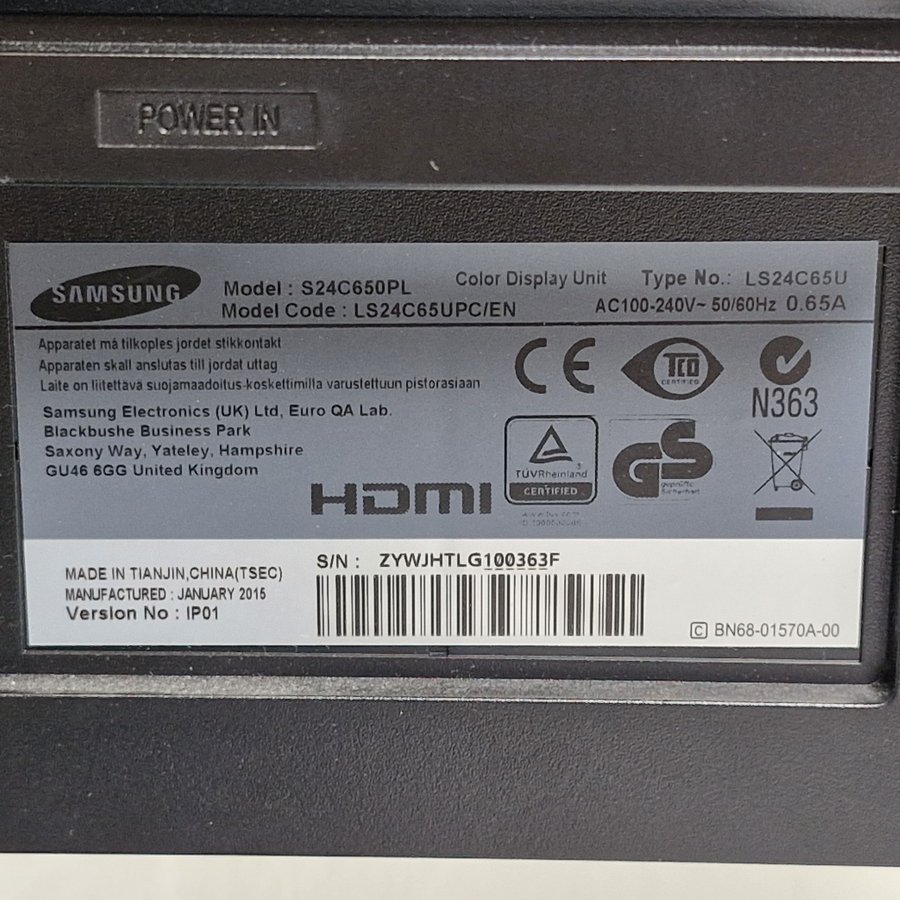 POWER IN
SAMSUNG
Model : S24C650PL Color Display Unit Type No.: LS24C65U
Model Code : LS24C65UPC/EN AC100-240V~ 50/60Hz 0.65A
Apparatet må tilkoples jordet stikkontakt
Apparaten skall anslutas till jordat uttag
Laite on liitettävä suojamaadoitus-koskettimilla varustettuun pistorasiaan
Samsung Electronics (UK) Ltd, Euro QA Lab.
Blackbushe Business Park
Saxony Way, Yateley, Hampshire
GU46 6GG United Kingdom
HDMI
CE
TCO
CERTIFIED
N363
TÜVRheinland
CERTIFIED
GS
geprüfte
Sicherheit
MADE IN TIANJIN,CHINA(TSEC)
MANUFACTURED : JANUARY 2015
Version No : IP01
S/N : ZYWJHTLG100363F
C BN68-01570A-00